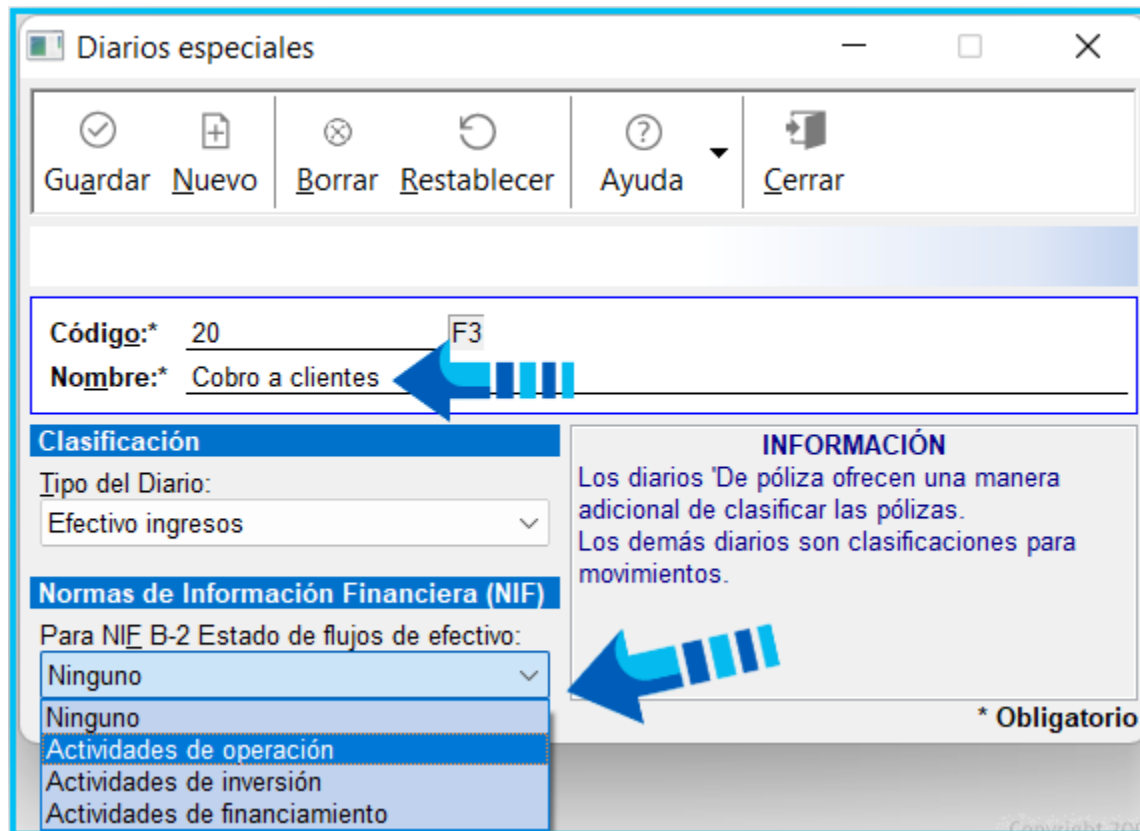 Diarios especiales
Guardar Nuevo Borrar Restablecer Ayuda Cerrar
Código:* 20 F3
Nombre:* Cobro a clientes
Clasificación
Tipo del Diario:
Efectivo ingresos
INFORMACIÓN
Los diarios 'De póliza ofrecen una manera
adicional de clasificar las pólizas.
Los demás diarios son clasificaciones para
movimientos.
Normas de Información Financiera (NIF)
Para NIF B-2 Estado de flujos de efectivo:
Ninguno
Ninguno
Actividades de operación
Actividades de inversión
Actividades de financiamiento
* Obligatorio